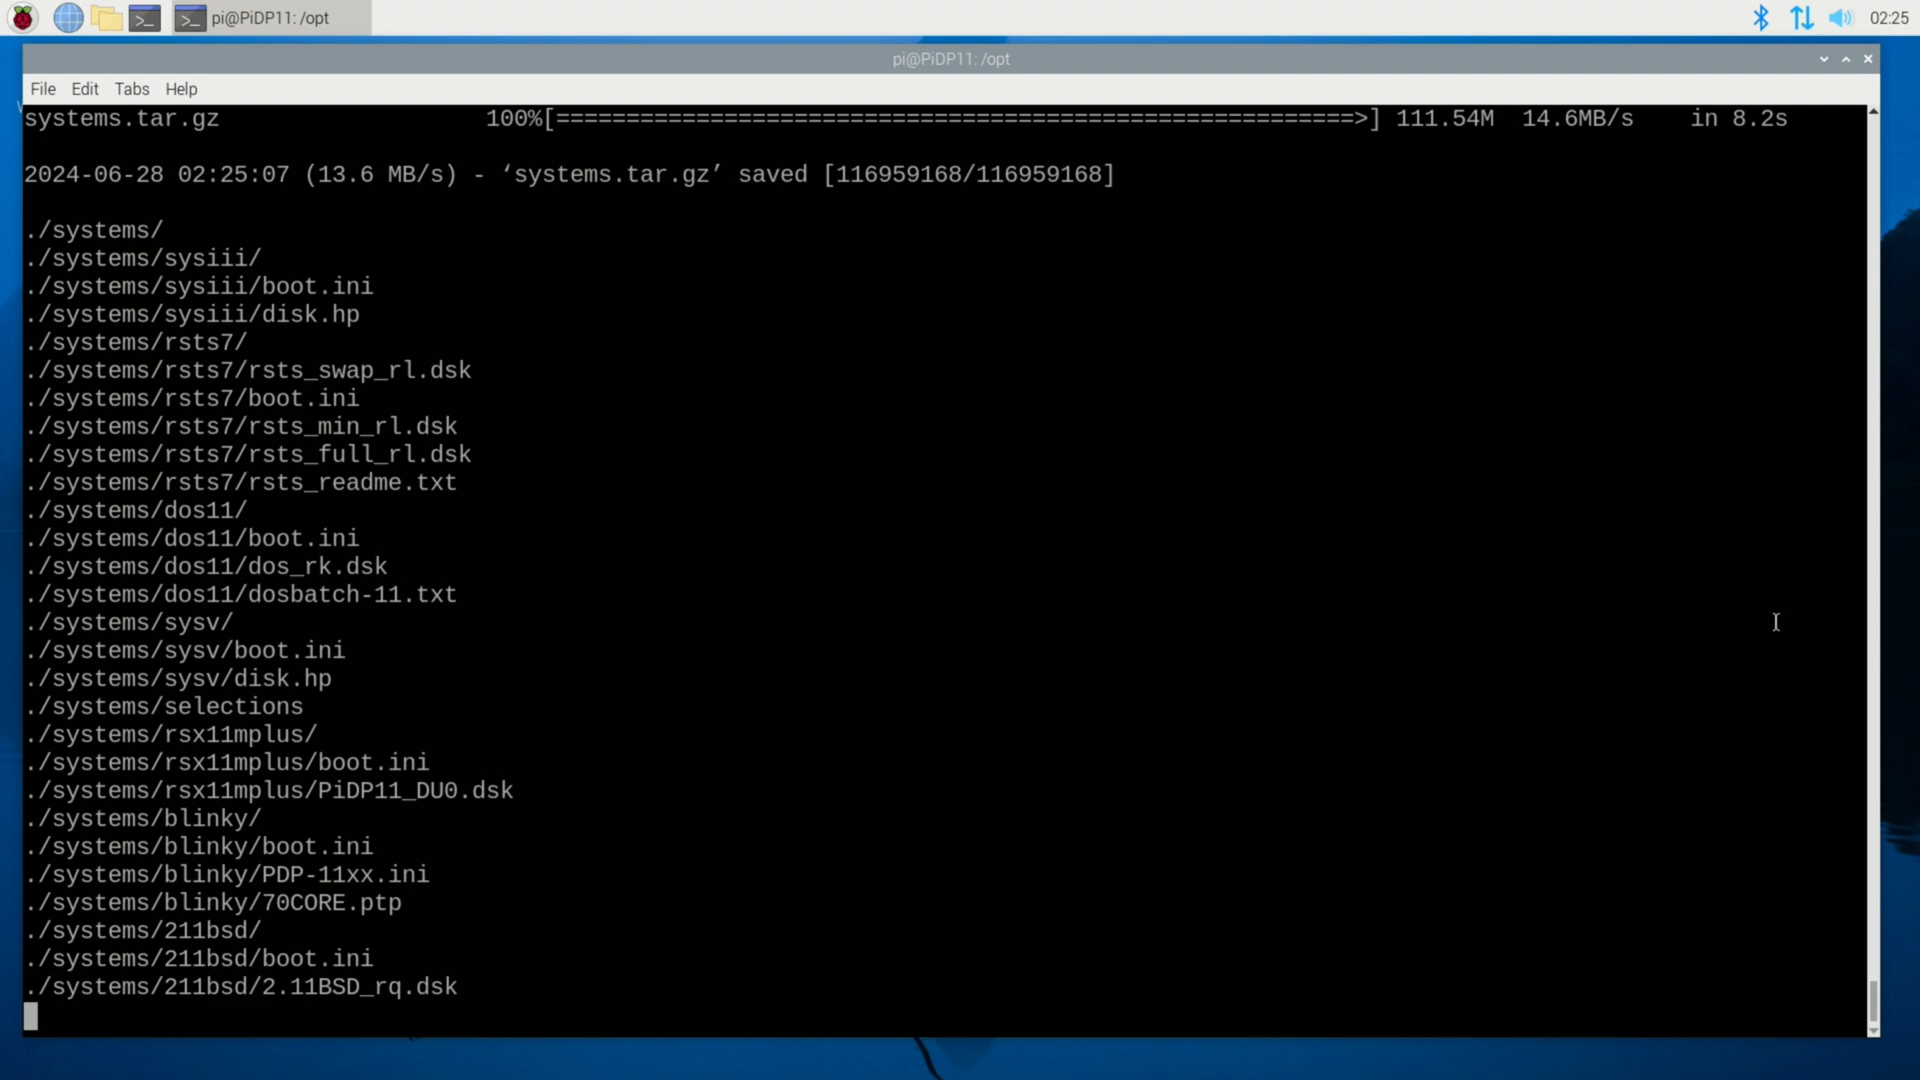 pi@PiDP11: /opt
02:25
pi@PiDP11: /opt
File Edit Tabs Help
systems.tar.gz 100%[=========================================================>] 111.54M 14.6MB/s in 8.2s
2024-06-28 02:25:07 (13.6 MB/s) - ‘systems.tar.gz’ saved [116959168/116959168]
./systems/
./systems/sysiii/
./systems/sysiii/boot.ini
./systems/sysiii/disk.hp
./systems/rsts7/
./systems/rsts7/rsts_swap_rl.dsk
./systems/rsts7/boot.ini
./systems/rsts7/rsts_min_rl.dsk
./systems/rsts7/rsts_full_rl.dsk
./systems/rsts7/rsts_readme.txt
./systems/dos11/
./systems/dos11/boot.ini
./systems/dos11/dos_rk.dsk
./systems/dos11/dosbatch-11.txt
./systems/sysv/
./systems/sysv/boot.ini
./systems/sysv/disk.hp
./systems/selections
./systems/rsx11mplus/
./systems/rsx11mplus/boot.ini
./systems/rsx11mplus/PiDP11_DU0.dsk
./systems/blinky/
./systems/blinky/boot.ini
./systems/blinky/PDP-11xx.ini
./systems/blinky/70CORE.ptp
./systems/211bsd/
./systems/211bsd/boot.ini
./systems/211bsd/2.11BSD_rq.dsk